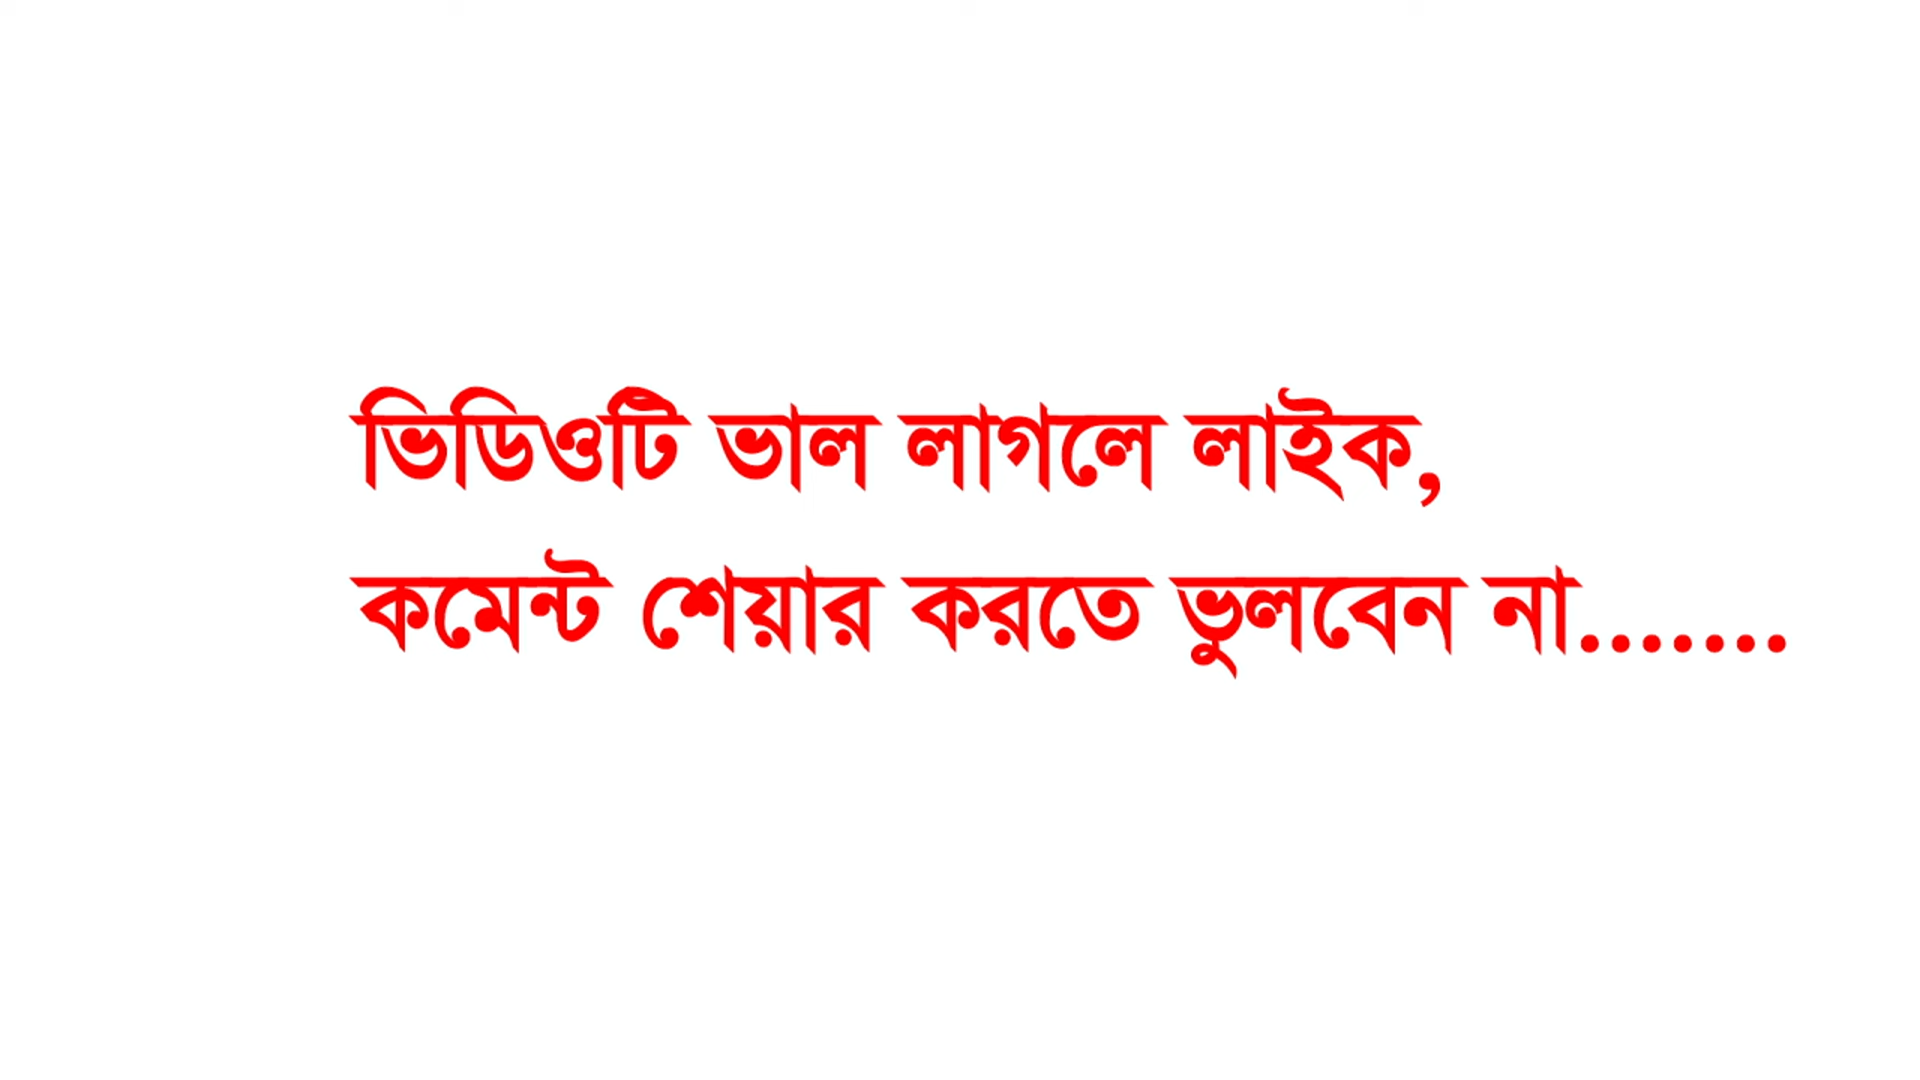 ভিডিওটি ভাল লাগলে লাইক,
কমেন্ট শেয়ার করতে ভুলবেন না.......